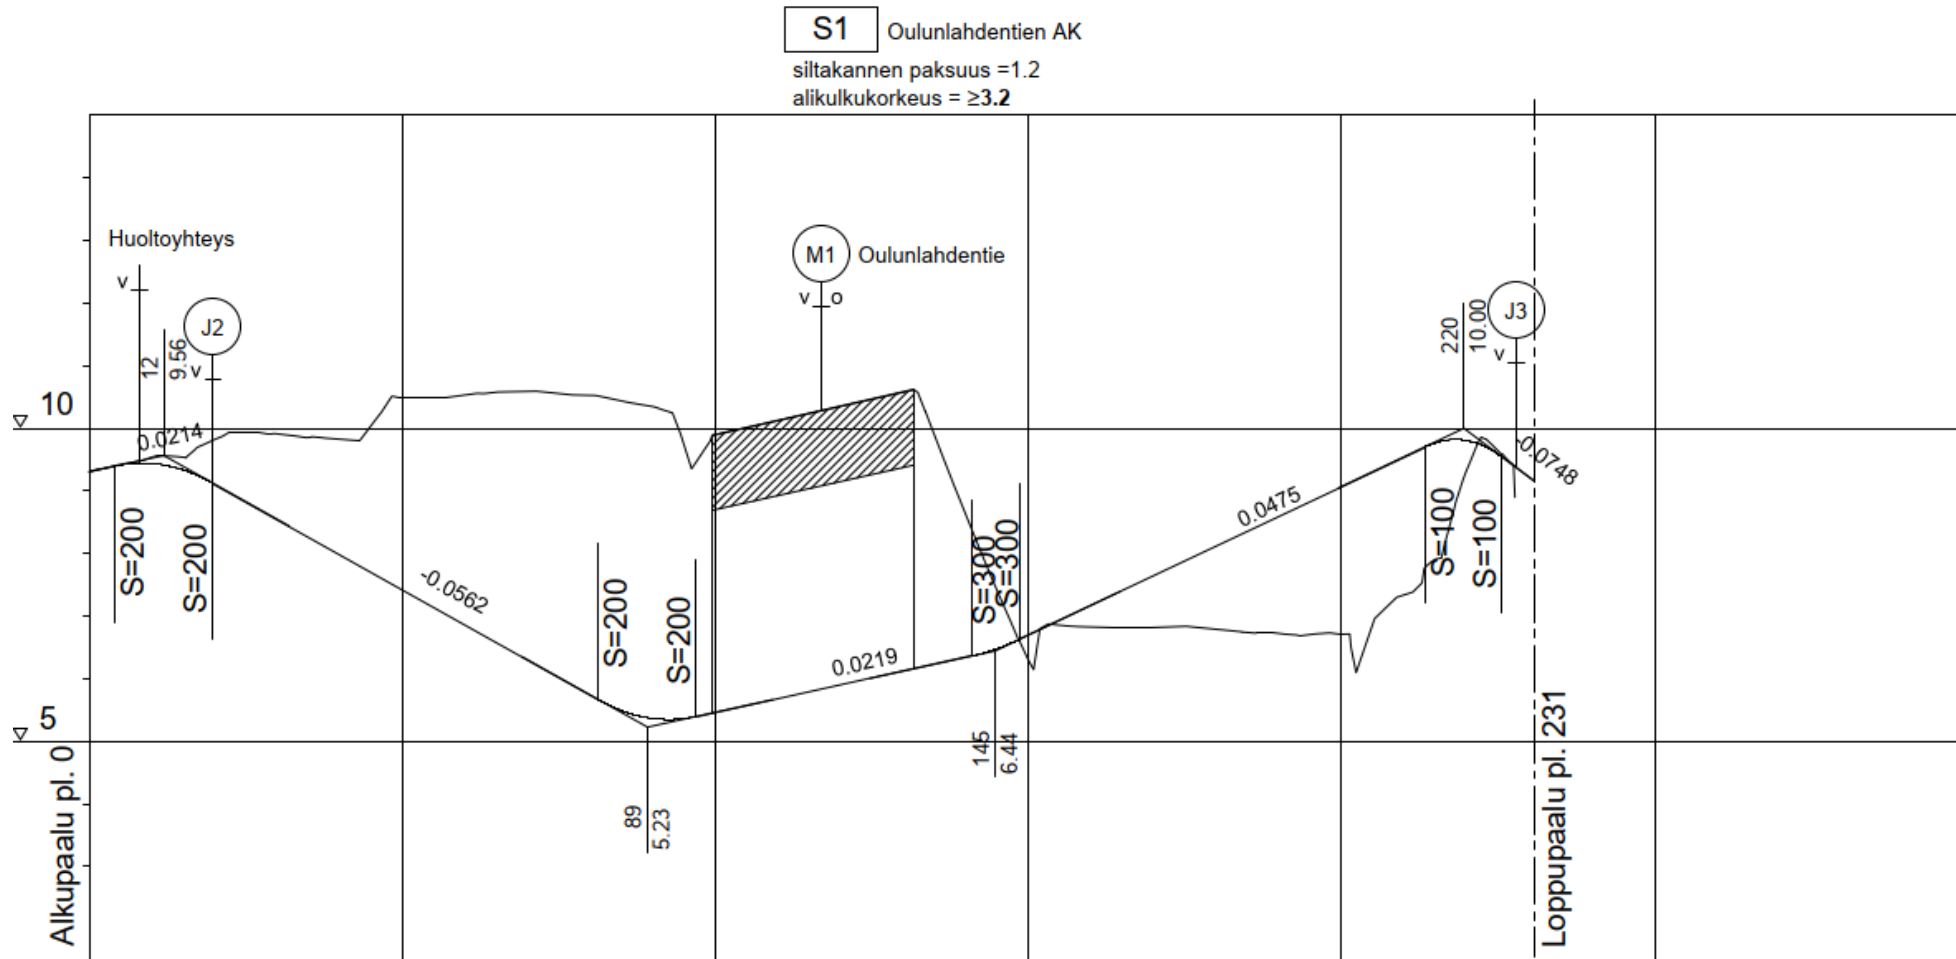 S1 Oulunlahdentien AK
siltakannen paksuus =1.2
alikulkukorkeus = ≥3.2
Huoltoyhteys
v
J2
v
12
9.56
M1 Oulunlahdentie
v o
J3
v
220
10.00
10
0.0214
-0.0748
S=200
S=200
-0.0562
S=200
S=200
0.0219
S=300
S=300
0.0475
S=100
S=100
5
145
6.44
89
5.23
Alkupaalu pl. 0
Loppupaalu pl. 231